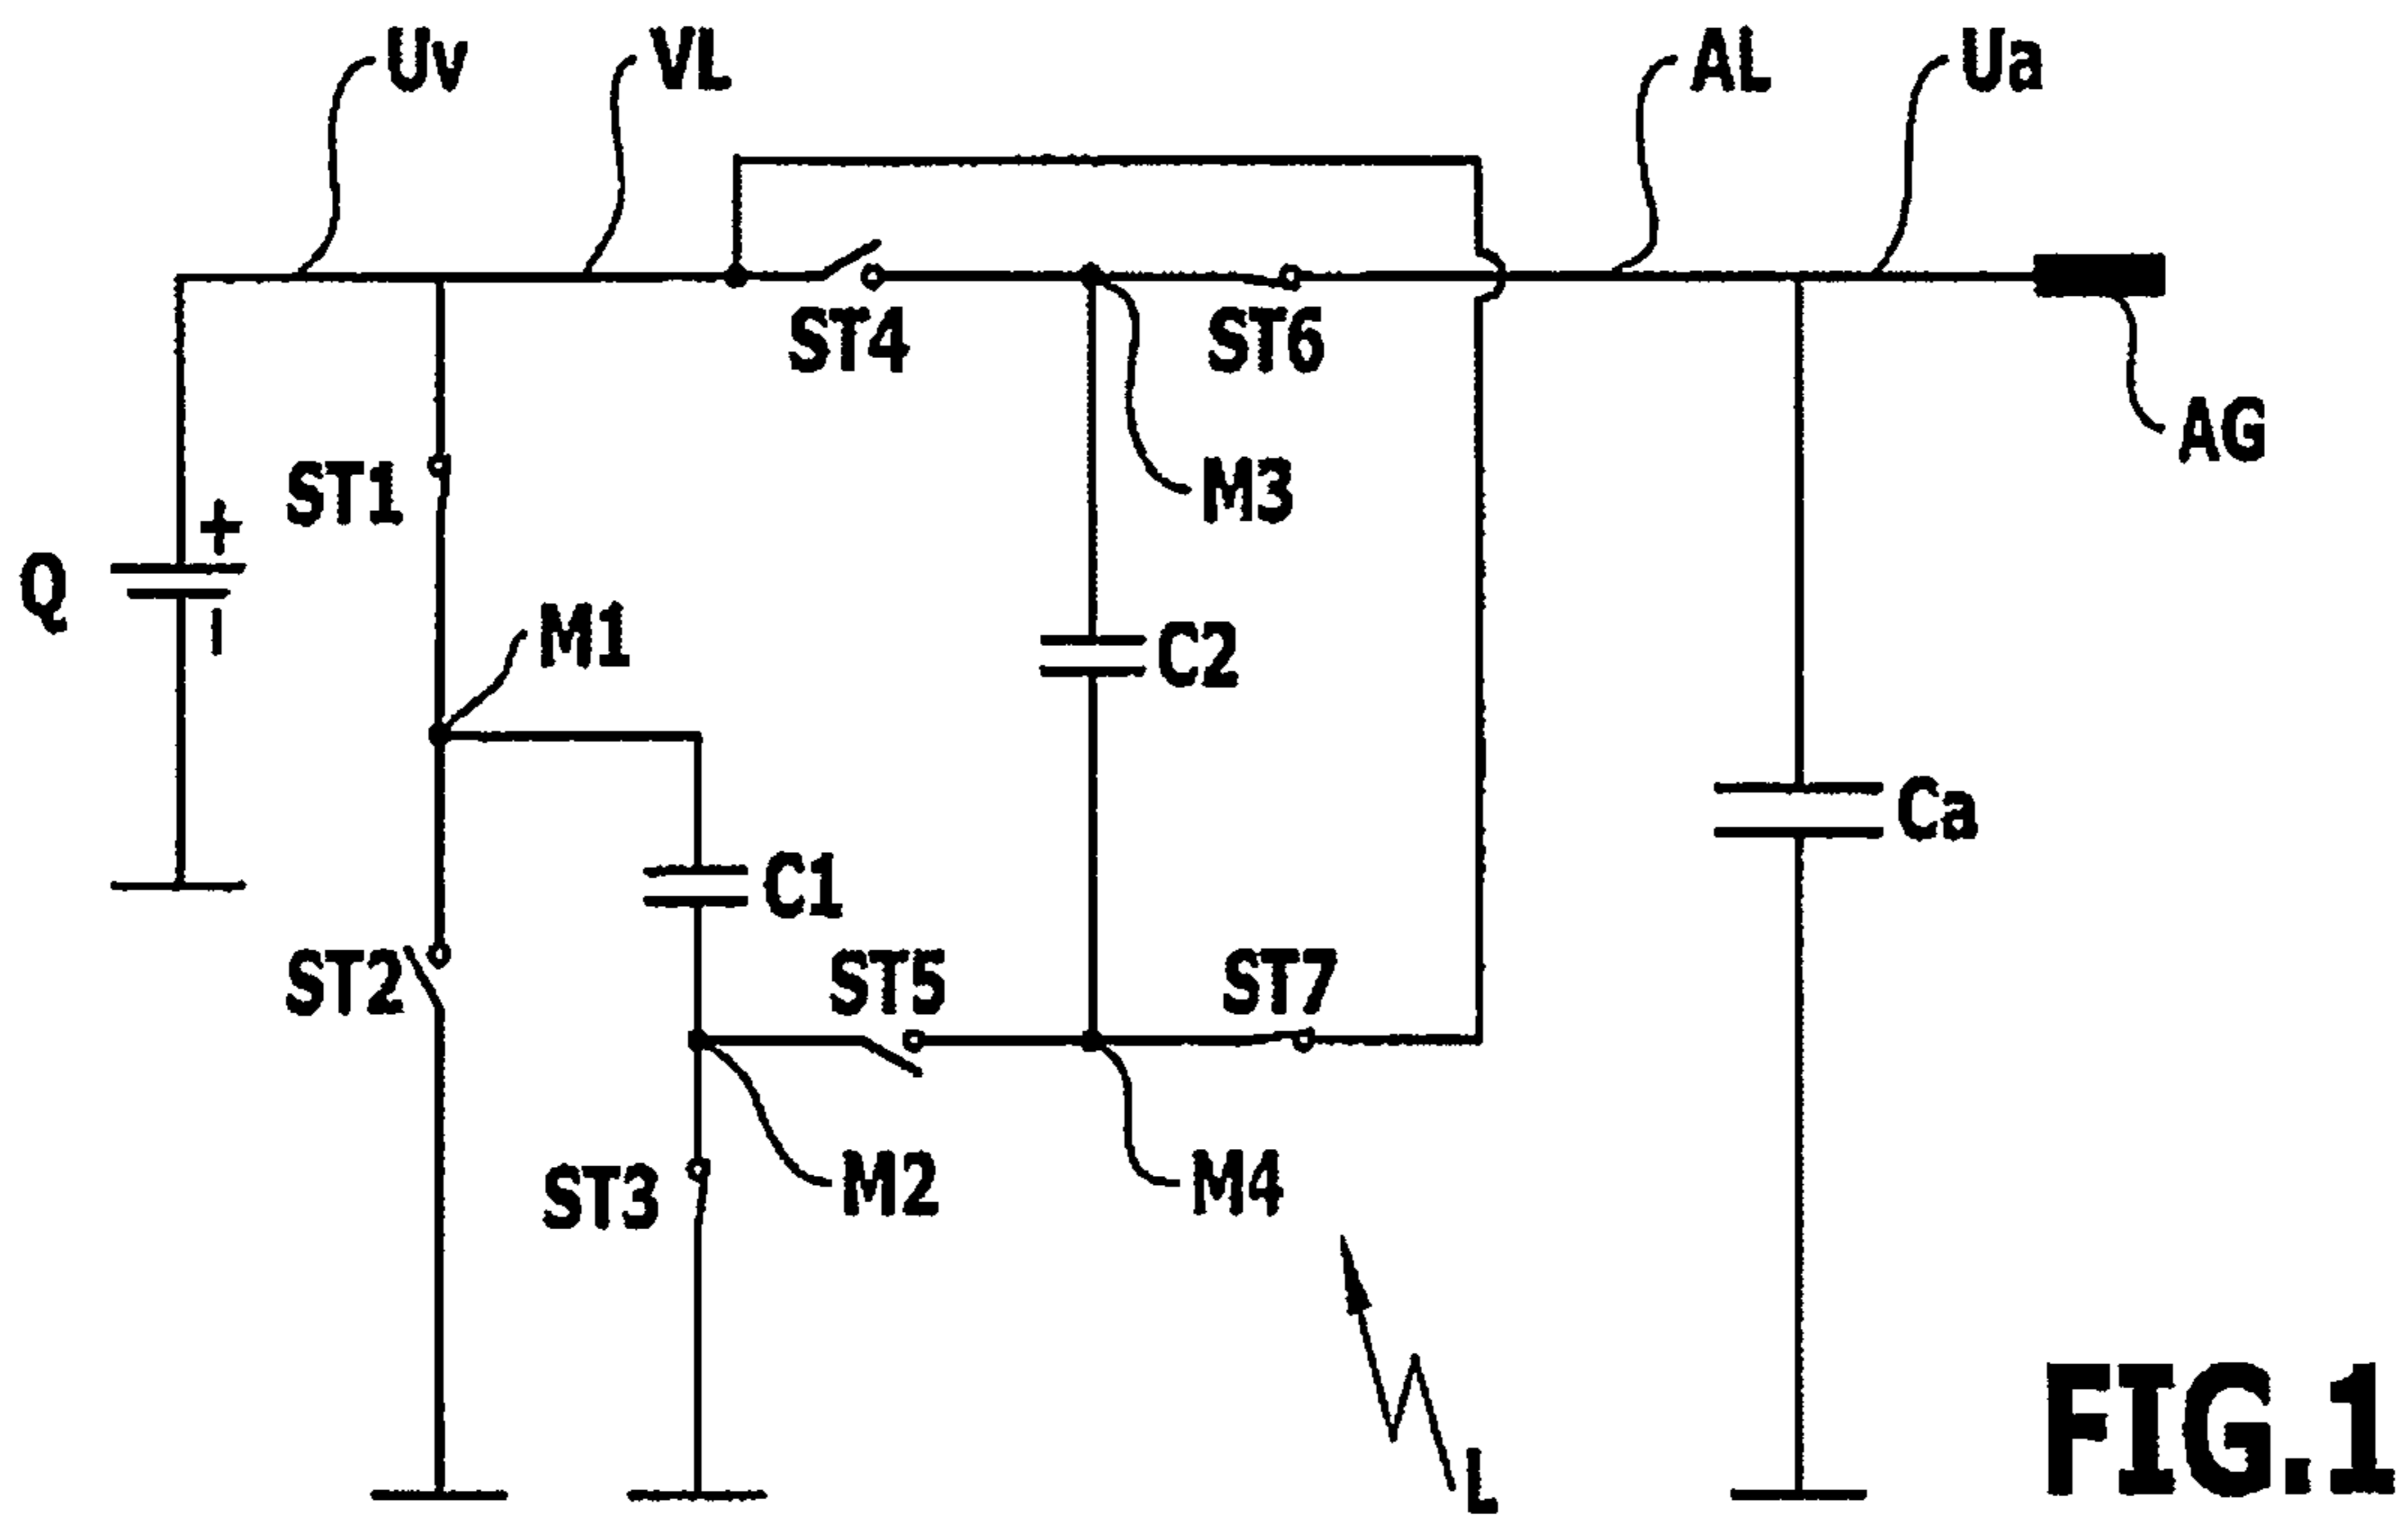 Uv VL AL Ua
ST4 ST6
AG
ST1 M3
+
Q
-
M1 C2
Ca
C1
ST2 ST5 ST7
ST3 M2 M4
L
FIG.1